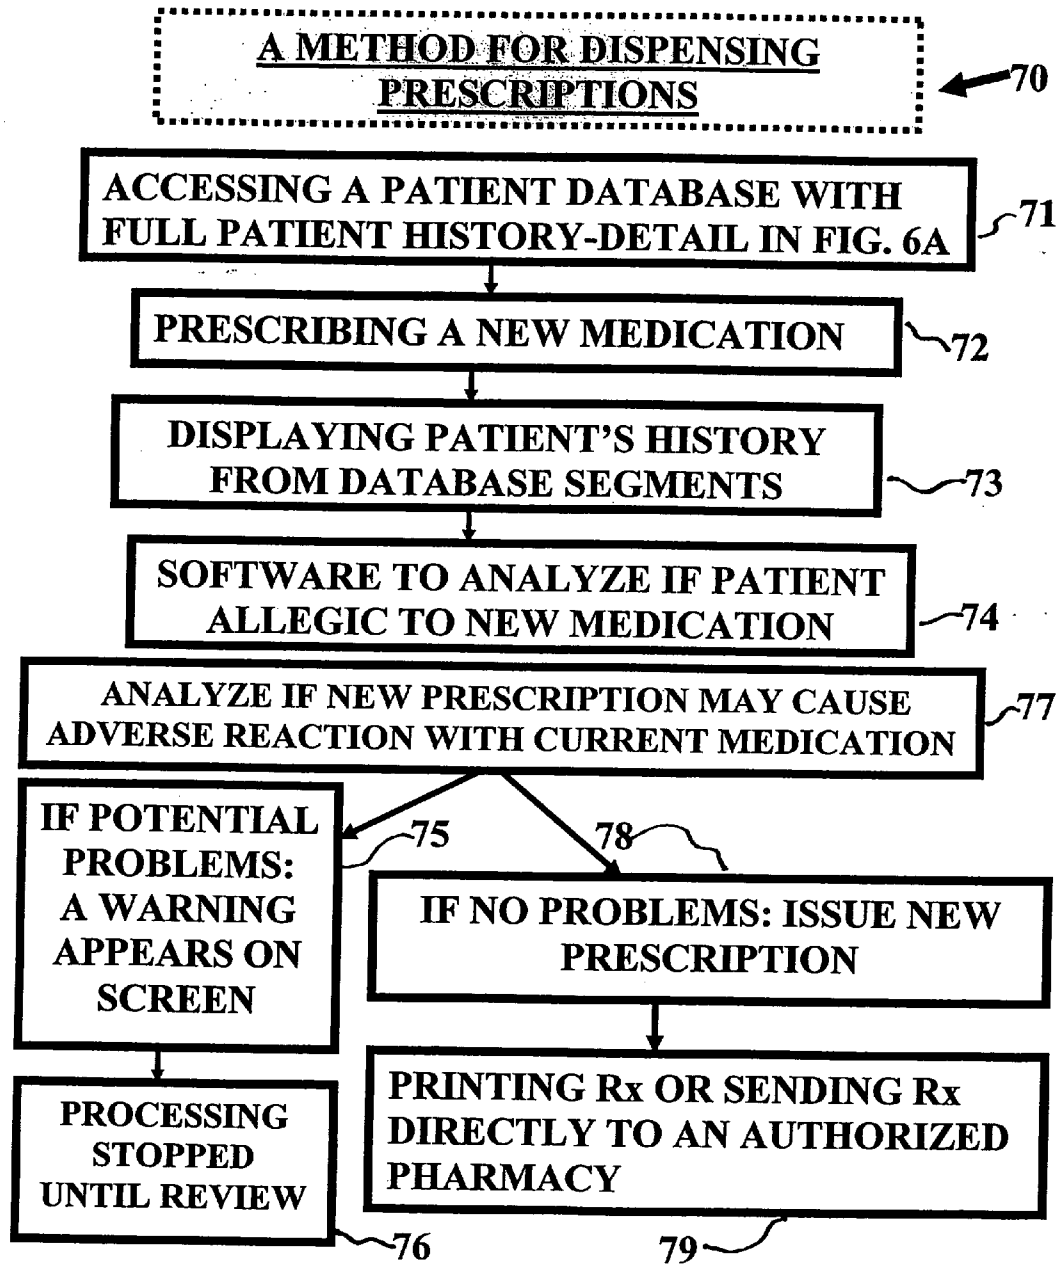 A METHOD FOR DISPENSING
PRESCRIPTIONS
70
ACCESSING A PATIENT DATABASE WITH
FULL PATIENT HISTORY-DETAIL IN FIG. 6A
71
PRESCRIBING A NEW MEDICATION
72
DISPLAYING PATIENT'S HISTORY
FROM DATABASE SEGMENTS
73
SOFTWARE TO ANALYZE IF PATIENT
ALLEGIC TO NEW MEDICATION
74
ANALYZE IF NEW PRESCRIPTION MAY CAUSE
ADVERSE REACTION WITH CURRENT MEDICATION
77
IF POTENTIAL
PROBLEMS:
A WARNING
APPEARS ON
SCREEN
75
78
IF NO PROBLEMS: ISSUE NEW
PRESCRIPTION
PROCESSING
STOPPED
UNTIL REVIEW
76
PRINTING Rx OR SENDING Rx
DIRECTLY TO AN AUTHORIZED
PHARMACY
79